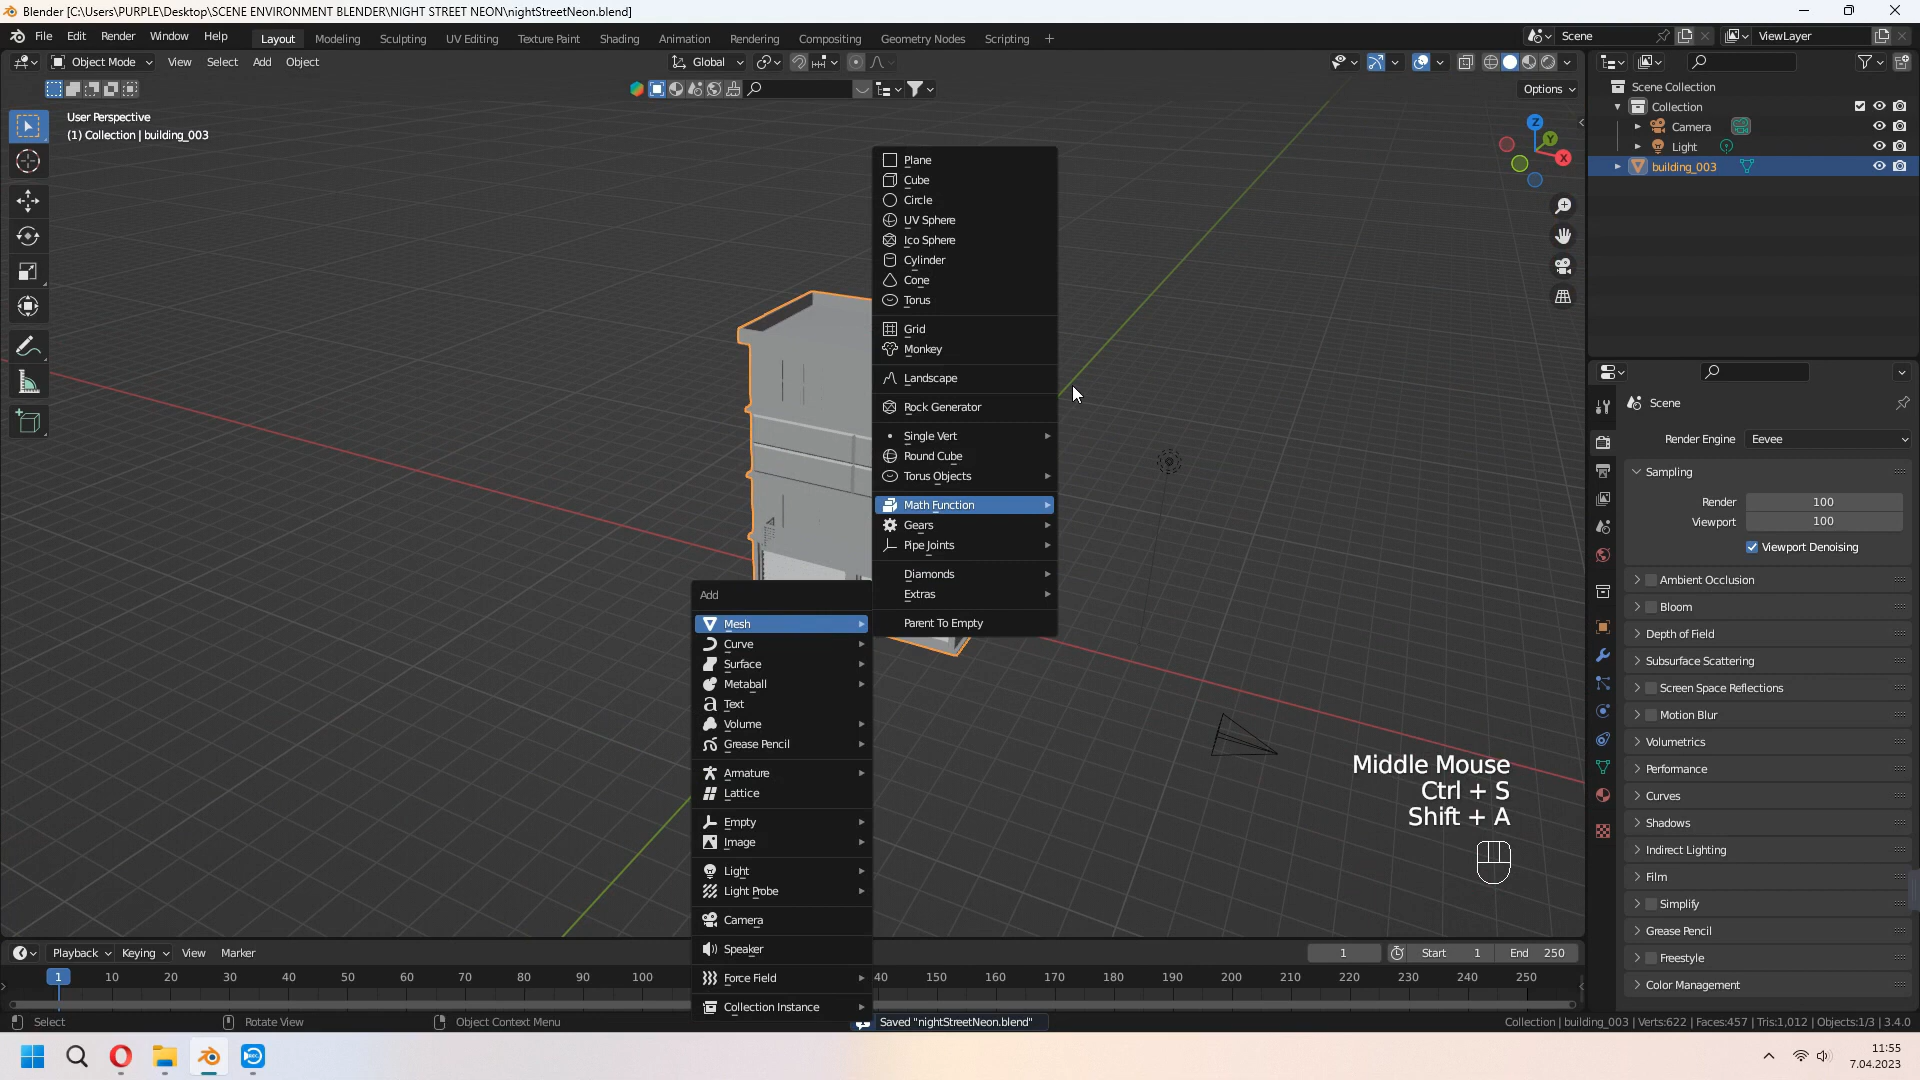 Blender [C:\Users\PURPLE\Desktop\SCENE ENVIRONMENT BLENDER\NIGHT STREET NEON\nightStreetNeon.blend]
File Edit Render Window Help Layout Modeling Sculpting UV Editing Texture Paint Shading Animation Rendering Compositing Geometry Nodes Scripting + Scene ViewLayer
Object Mode View Select Add Object Global
Options
User Perspective
(1) Collection | building_003
Scene Collection
Collection
Camera
Light
building_003
Z
Y
X
Plane
Cube
Circle
UV Sphere
Ico Sphere
Cylinder
Cone
Torus
Grid
Monkey
Landscape
Rock Generator
Single Vert
Round Cube
Torus Objects
Math Function
Gears
Pipe Joints
Diamonds
Extras
Parent To Empty
Add
Mesh
Curve
Surface
Metaball
Text
Volume
Grease Pencil
Armature
Lattice
Empty
Image
Light
Light Probe
Camera
Speaker
Force Field
Collection Instance
Middle Mouse
Ctrl + S
Shift + A
Scene
Render Engine Eevee
Sampling
Render 100
Viewport 100
Viewport Denoising
Ambient Occlusion
Bloom
Depth of Field
Subsurface Scattering
Screen Space Reflections
Motion Blur
Volumetrics
Performance
Curves
Shadows
Indirect Lighting
Film
Simplify
Grease Pencil
Freestyle
Color Management
Playback Keying View Marker 1 Start 1 End 250
1 10 20 30 40 50 60 70 80 90 100 40 150 160 170 180 190 200 210 220 230 240 250
Select Rotate View Object Context Menu Saved "nightStreetNeon.blend" Collection | building_003 | Verts:622 | Faces:457 | Tris:1,012 | Objects:1/3 | 3.4.0
11:55
7.04.2023